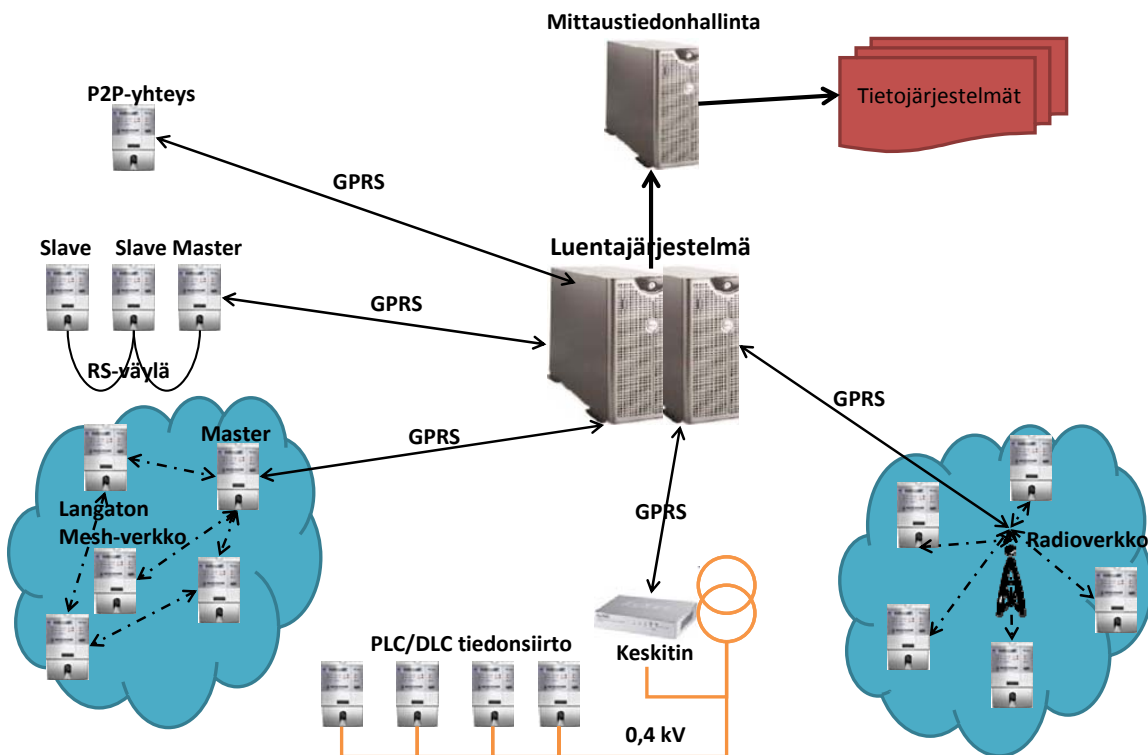 Mittaustiedonhallinta
P2P-yhteys
Tietojärjestelmät
GPRS
Slave
Slave
Master
Luentajärjestelmä
GPRS
RS-väylä
GPRS
Master
GPRS
Langaton
Mesh-verkko
GPRS
Radioverkko
PLC/DLC tiedonsiirto
Keskitin
0,4 kV